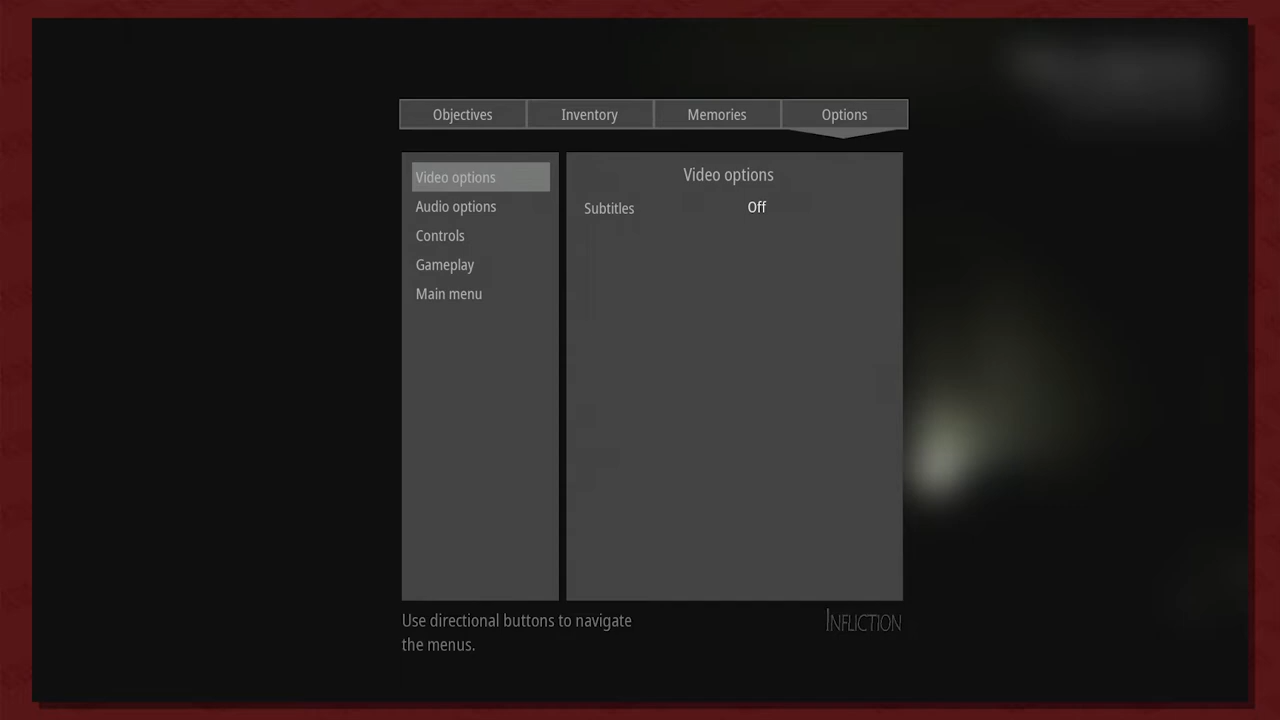 Objectives Inventory Memories Options
Video options
Audio options
Controls
Gameplay
Main menu
Video options
Subtitles Off
Use directional buttons to navigate
the menus.
INFLICTION